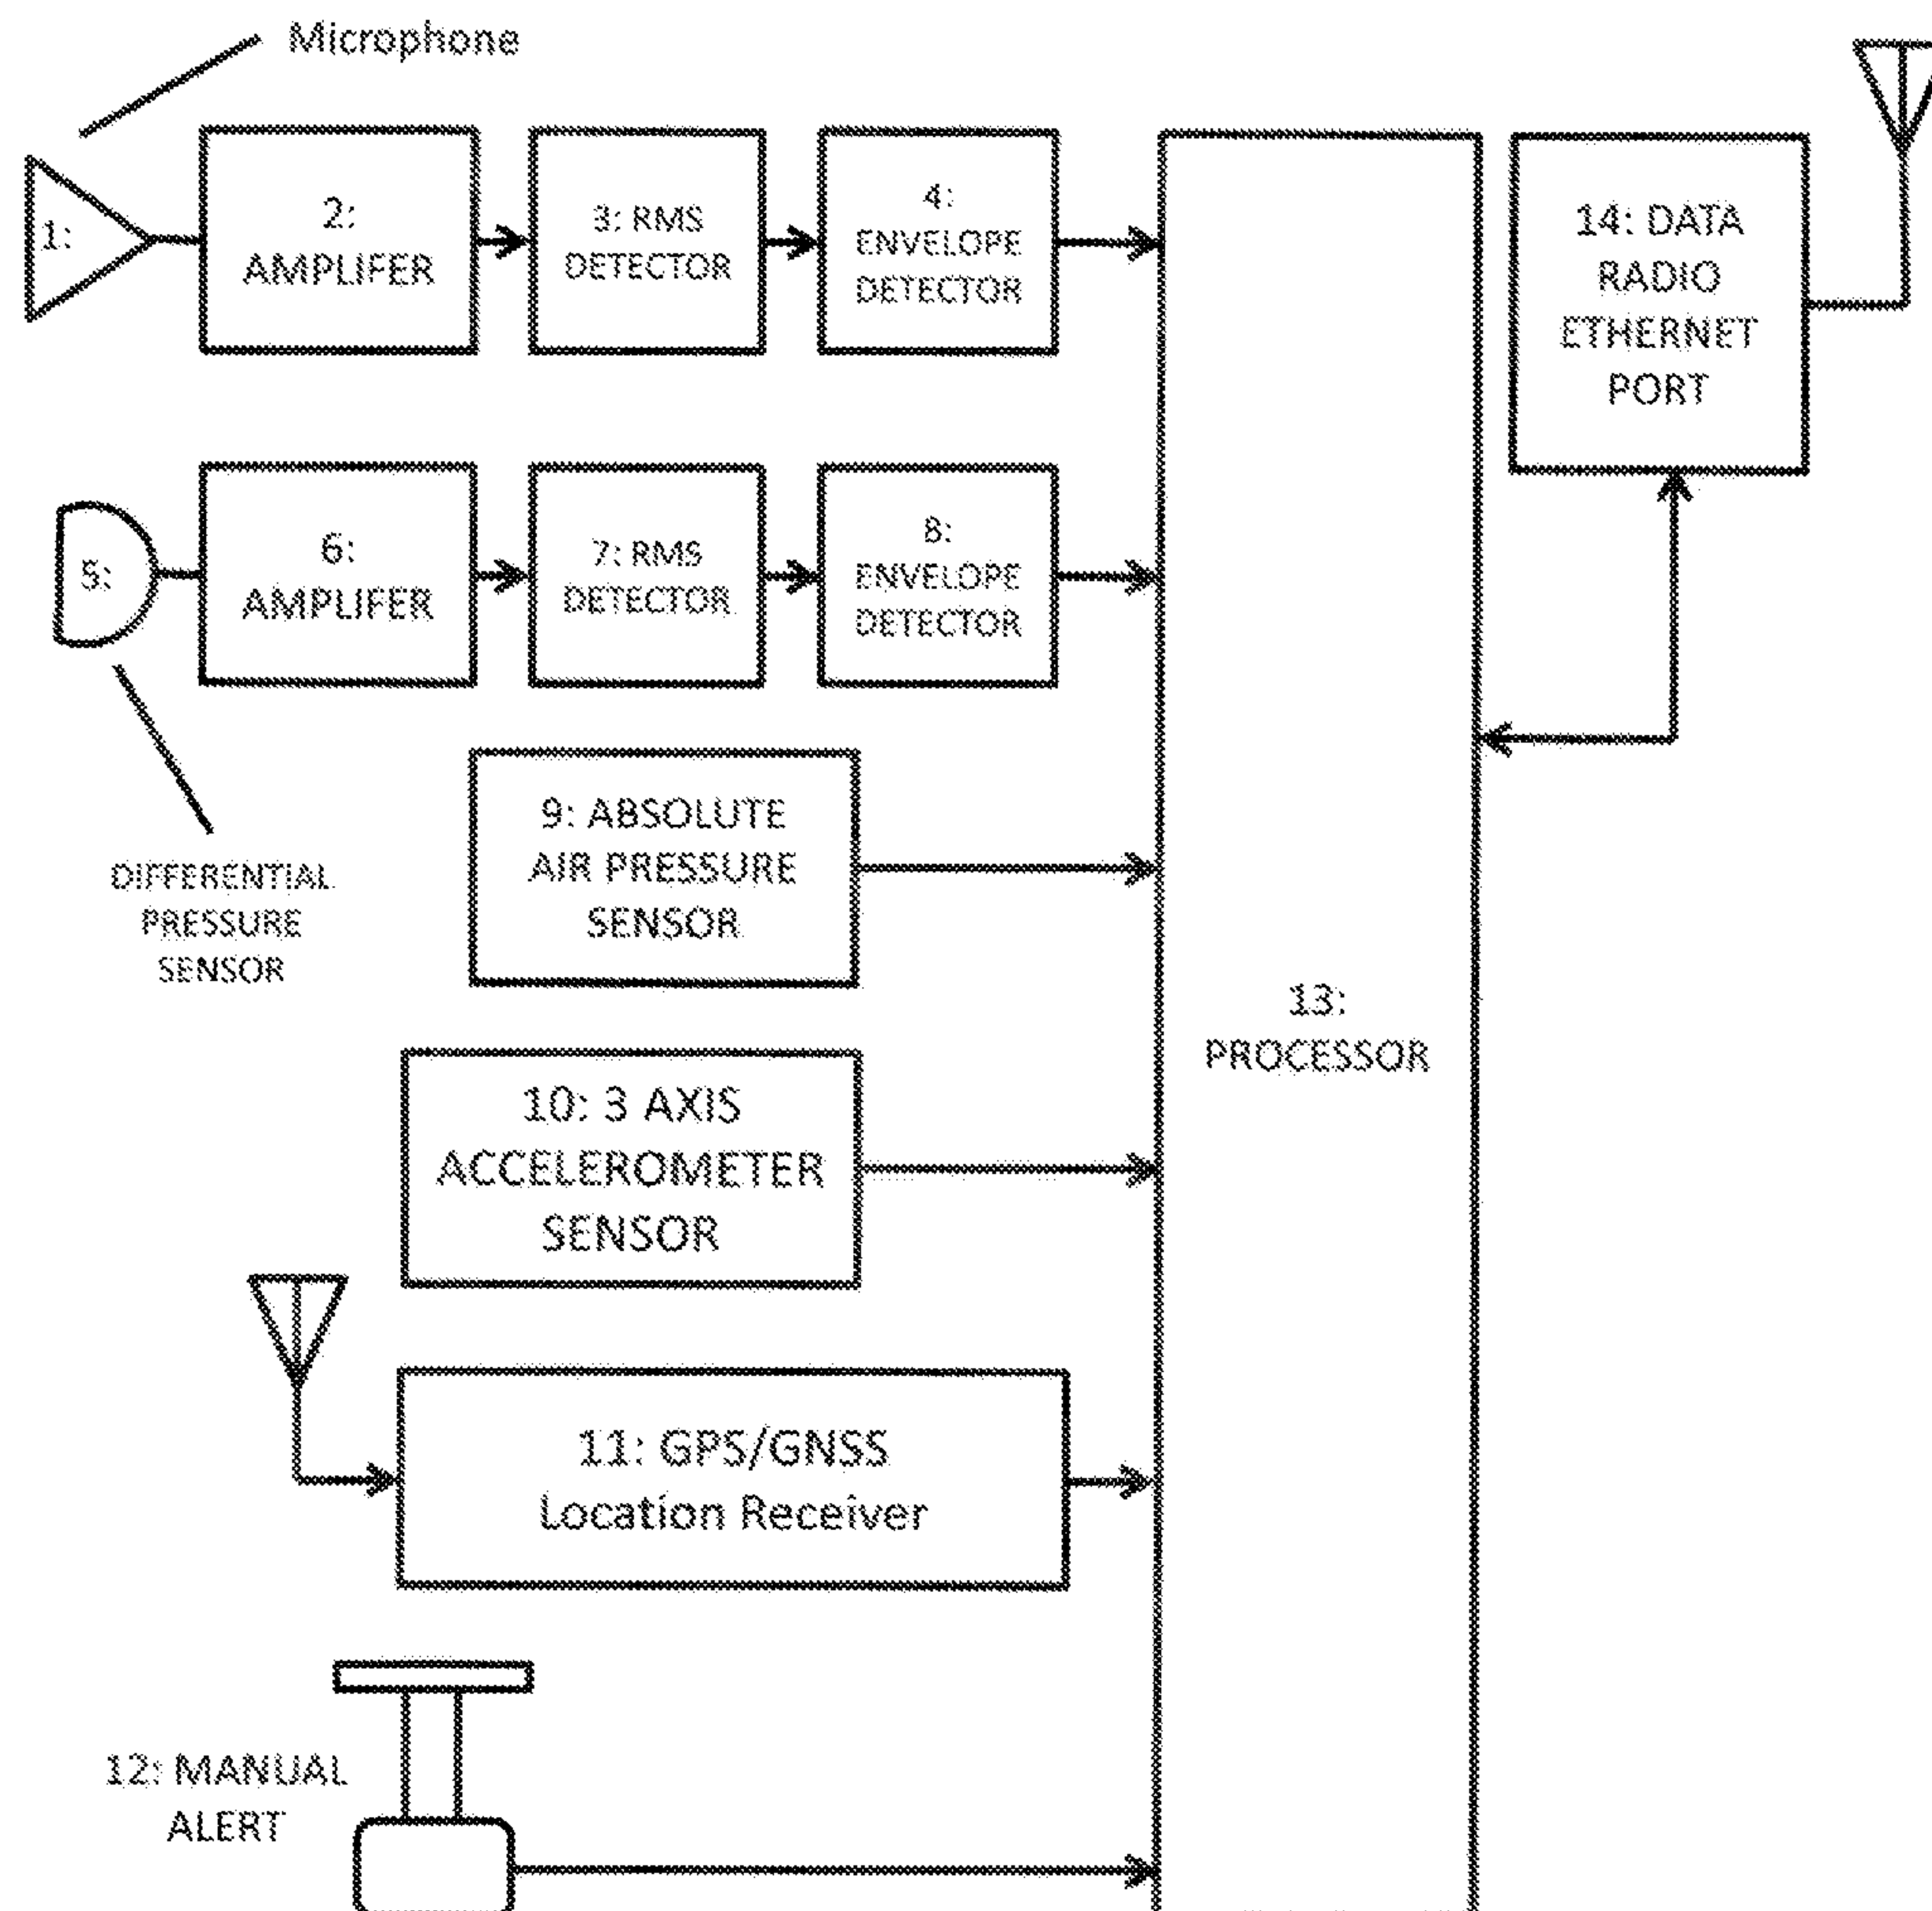 Microphone
1:
2:
AMPLIFER
3: RMS
DETECTOR
4:
ENVELOPE
DETECTOR
14: DATA
RADIO
ETHERNET
PORT
5:
6:
AMPLIFER
7: RMS
DETECTOR
8:
ENVELOPE
DETECTOR
DIFFERENTIAL
PRESSURE
SENSOR
9: ABSOLUTE
AIR PRESSURE
SENSOR
13:
PROCESSOR
10: 3 AXIS
ACCELEROMETER
SENSOR
11: GPS/GNSS
Location Receiver
12: MANUAL
ALERT